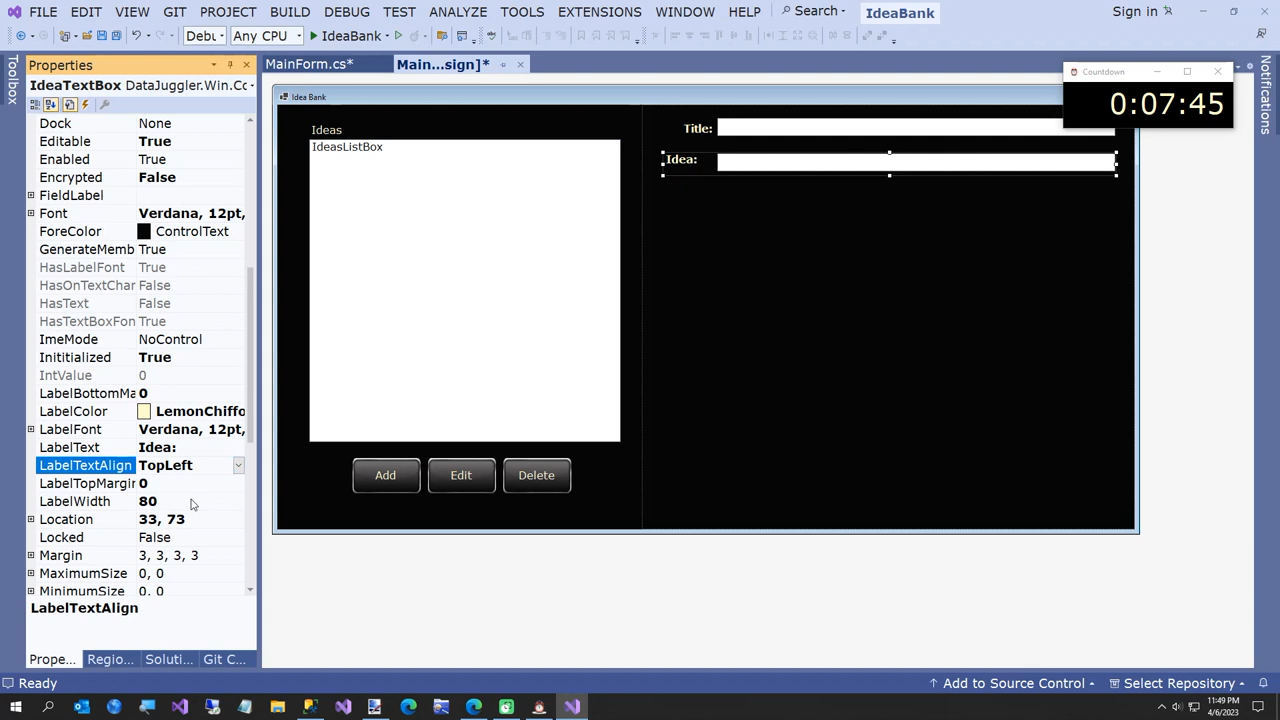 FILE EDIT VIEW GIT PROJECT BUILD DEBUG TEST ANALYZE TOOLS EXTENSIONS WINDOW HELP Search IdeaBank Sign in
Debu Any CPU IdeaBank
Toolbox
Properties
IdeaTextBox DataJuggler.Win.Cc
Dock None
Editable True
Enabled True
Encrypted False
FieldLabel
Font Verdana, 12pt,
ForeColor ControlText
GenerateMemb True
HasLabelFont True
HasOnTextChar False
HasText False
HasTextBoxFon True
ImeMode NoControl
Inititialized True
IntValue 0
LabelBottomMa 0
LabelColor LemonChiffo
LabelFont Verdana, 12pt,
LabelText Idea:
LabelTextAlign TopLeft
LabelTopMargin 0
LabelWidth 80
Location 33, 73
Locked False
Margin 3, 3, 3, 3
MaximumSize 0, 0
MinimumSize 0, 0
LabelTextAlign
Prope... Regio... Soluti... Git C...
MainForm.cs* Main...sign]*
Idea Bank
Ideas
IdeasListBox
Add Edit Delete
Title:
Idea:
Countdown
0:07:45
Notifications
Ready Add to Source Control Select Repository
11:49 PM
4/6/2023